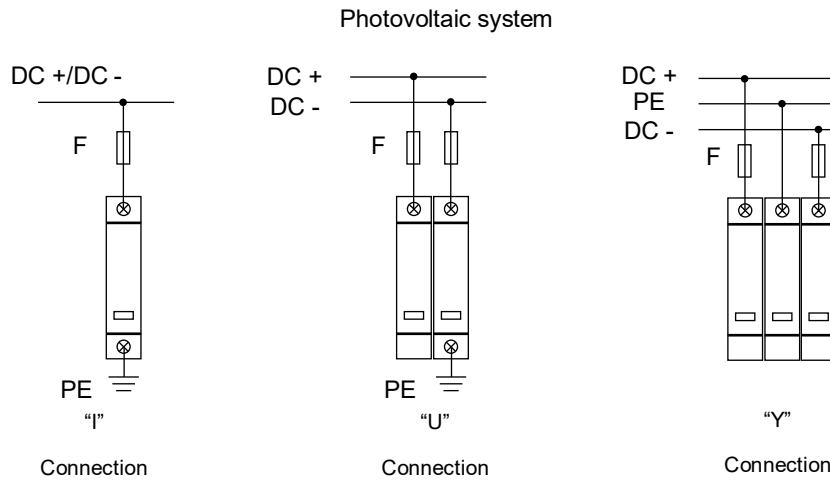 Photovoltaic system
DC +/DC -
F
PE
“I”
Connection
DC +
DC -
F
PE
“U”
Connection
DC +
PE
DC -
F
“Y”
Connection